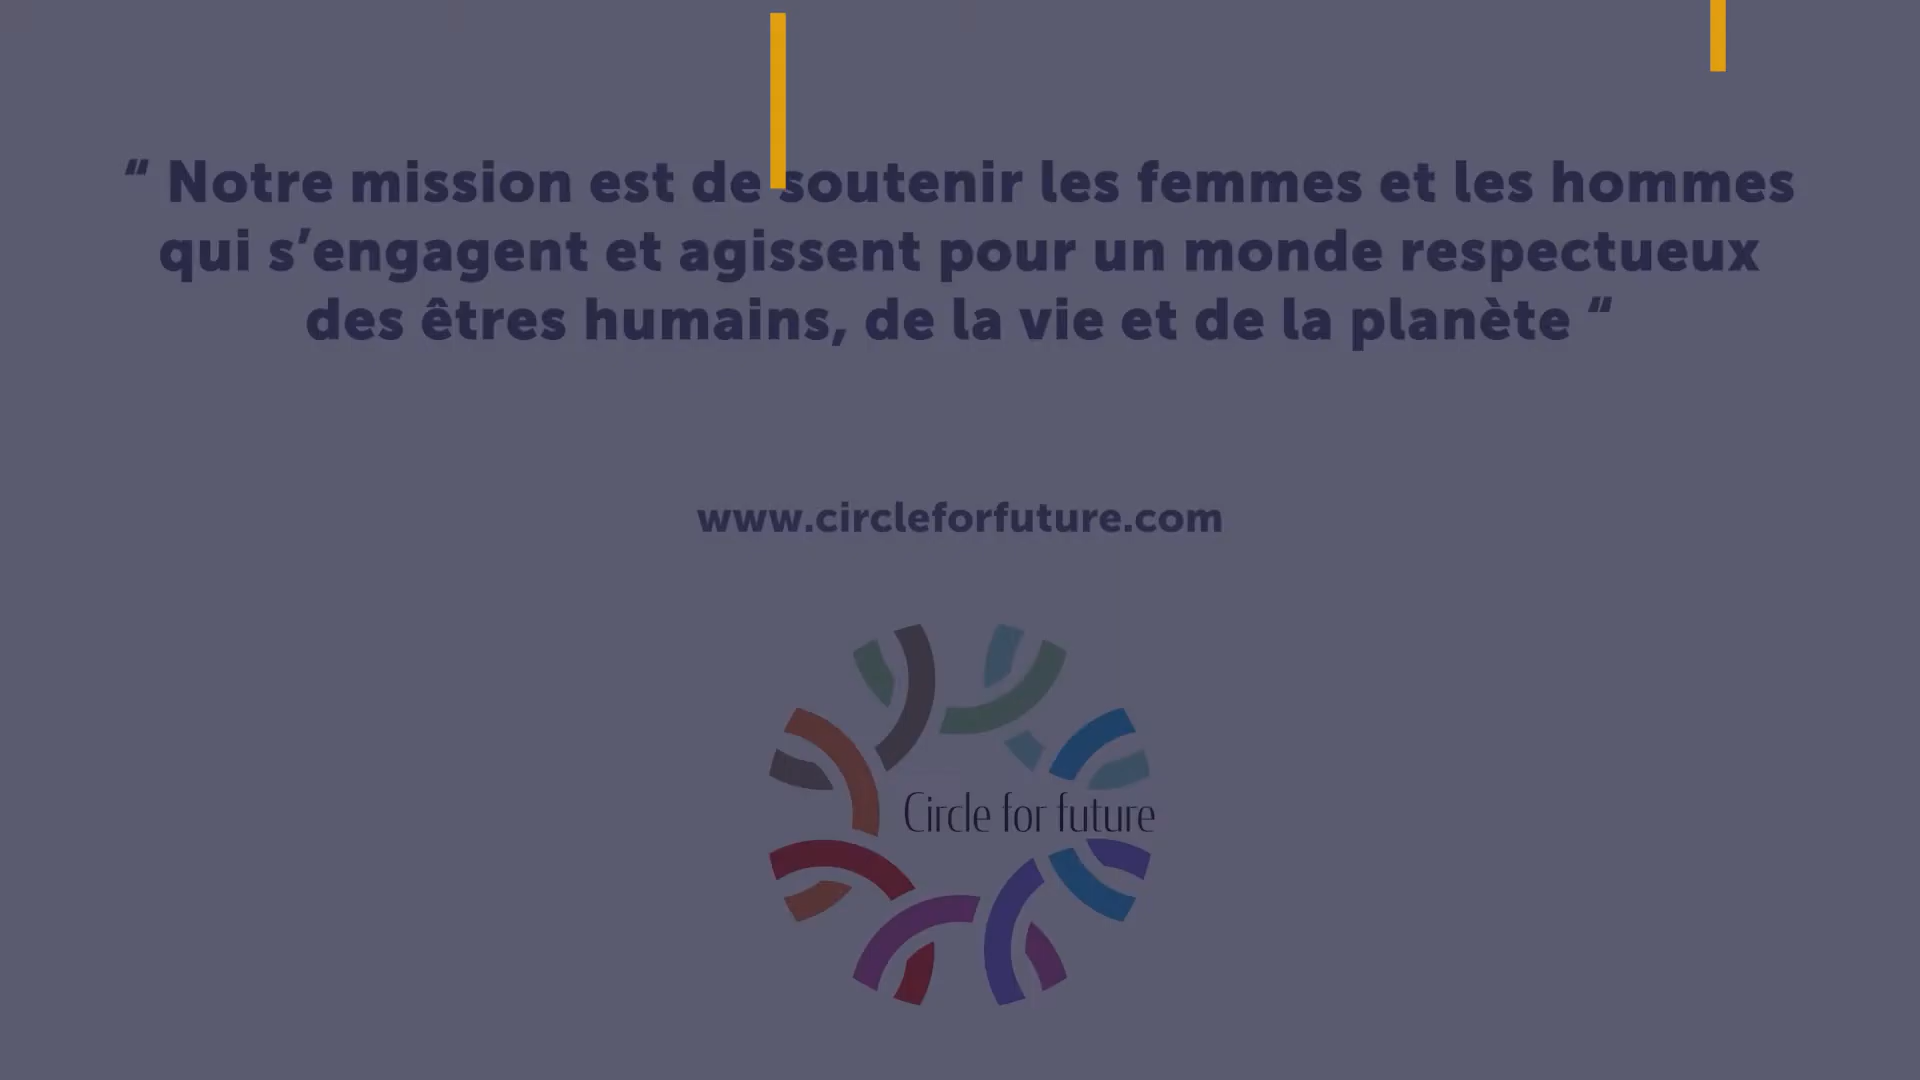 “ Notre mission est de soutenir les femmes et les hommes
qui s’engagent et agissent pour un monde respectueux
des êtres humains, de la vie et de la planète “
www.circleforfuture.com
Circle for future